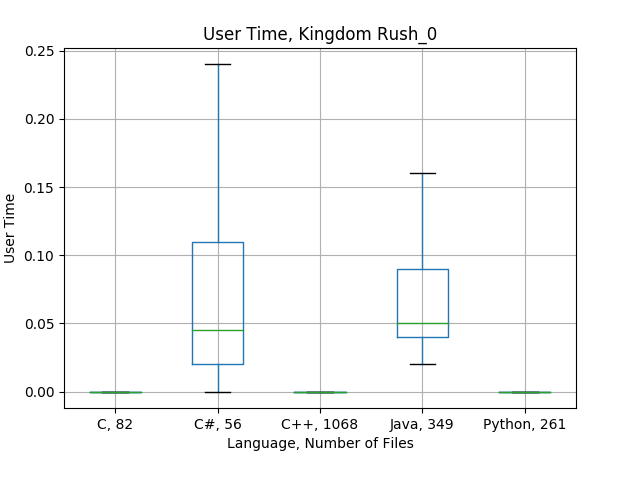 User Time, Kingdom Rush_0
0.25
0.20
0.15
0.10
0.05
0.00
User Time
C, 82
C#, 56
C++, 1068
Java, 349
Python, 261
Language, Number of Files